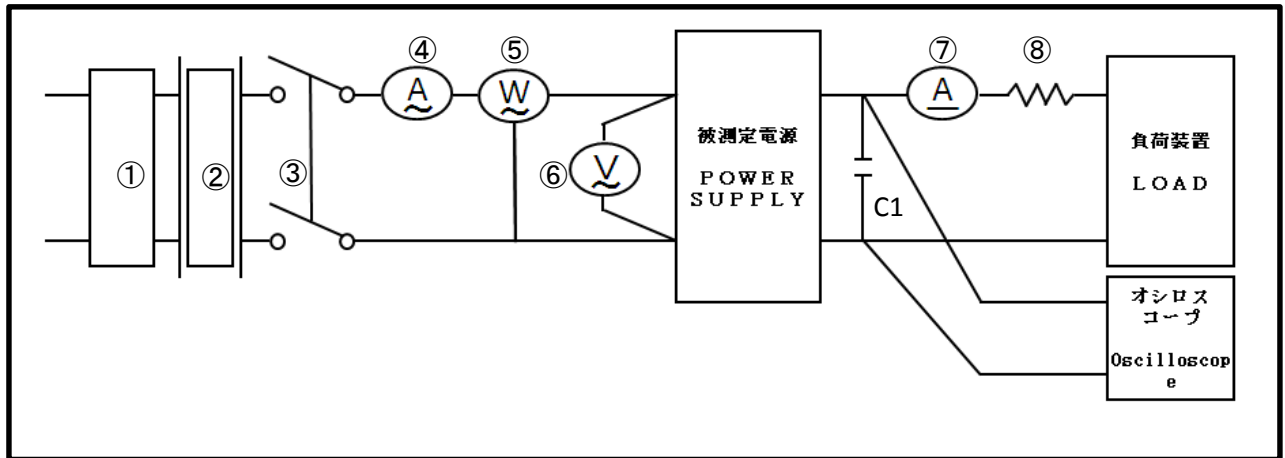 ①
②
③
④
A
~
⑤
W
~
⑥
V
~
被測定電源
POWER
SUPPLY
C1
⑦
A
⑧
負荷装置
LOAD
オシロス
コープ
Oscilloscop
e